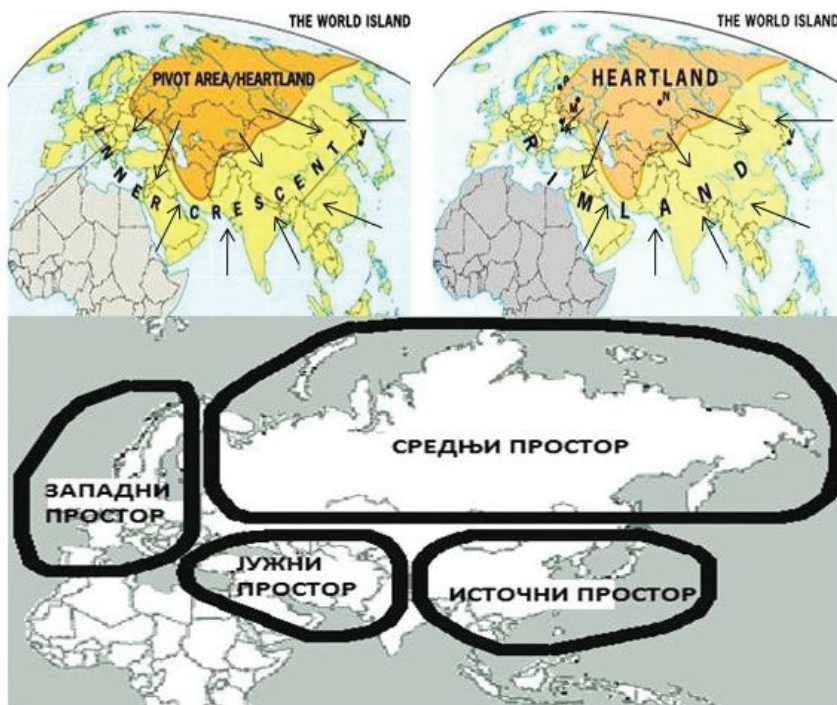 THE WORLD ISLAND
PIVOT AREA/HEARTLAND
INNER CRESCENT
THE WORLD ISLAND
HEARTLAND
P
M
N
V
RIMLAND
СРЕДЊИ ПРОСТОР
ЗАПАДНИ
ПРОСТОР
ЈУЖНИ
ПРОСТОР
ИСТОЧНИ ПРОСТОР